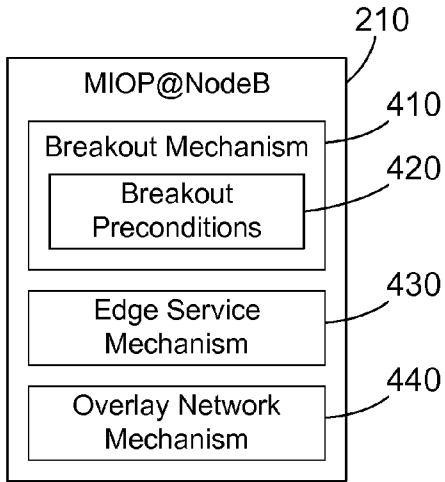 210
MIOP@NodeB
410
Breakout Mechanism
420
Breakout
Preconditions
430
Edge Service
Mechanism
440
Overlay Network
Mechanism